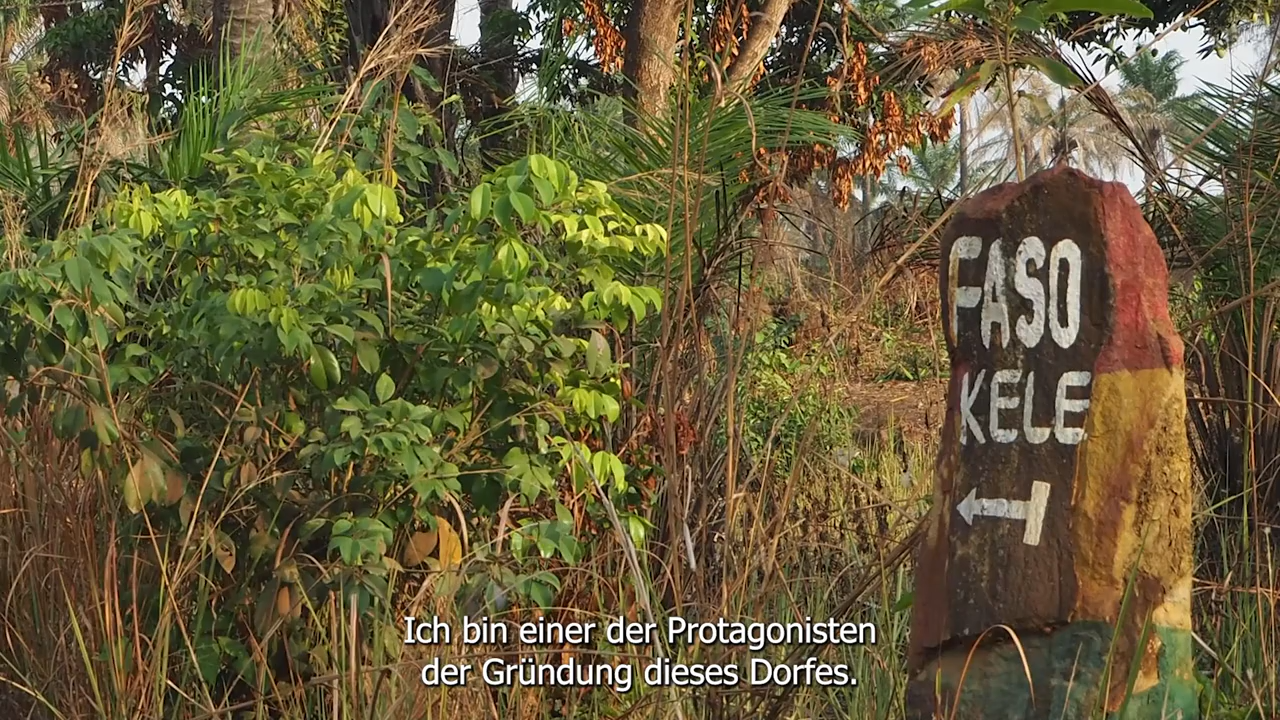 FASO
KELE
Ich bin einer der Protagonisten
der Gründung dieses Dorfes.